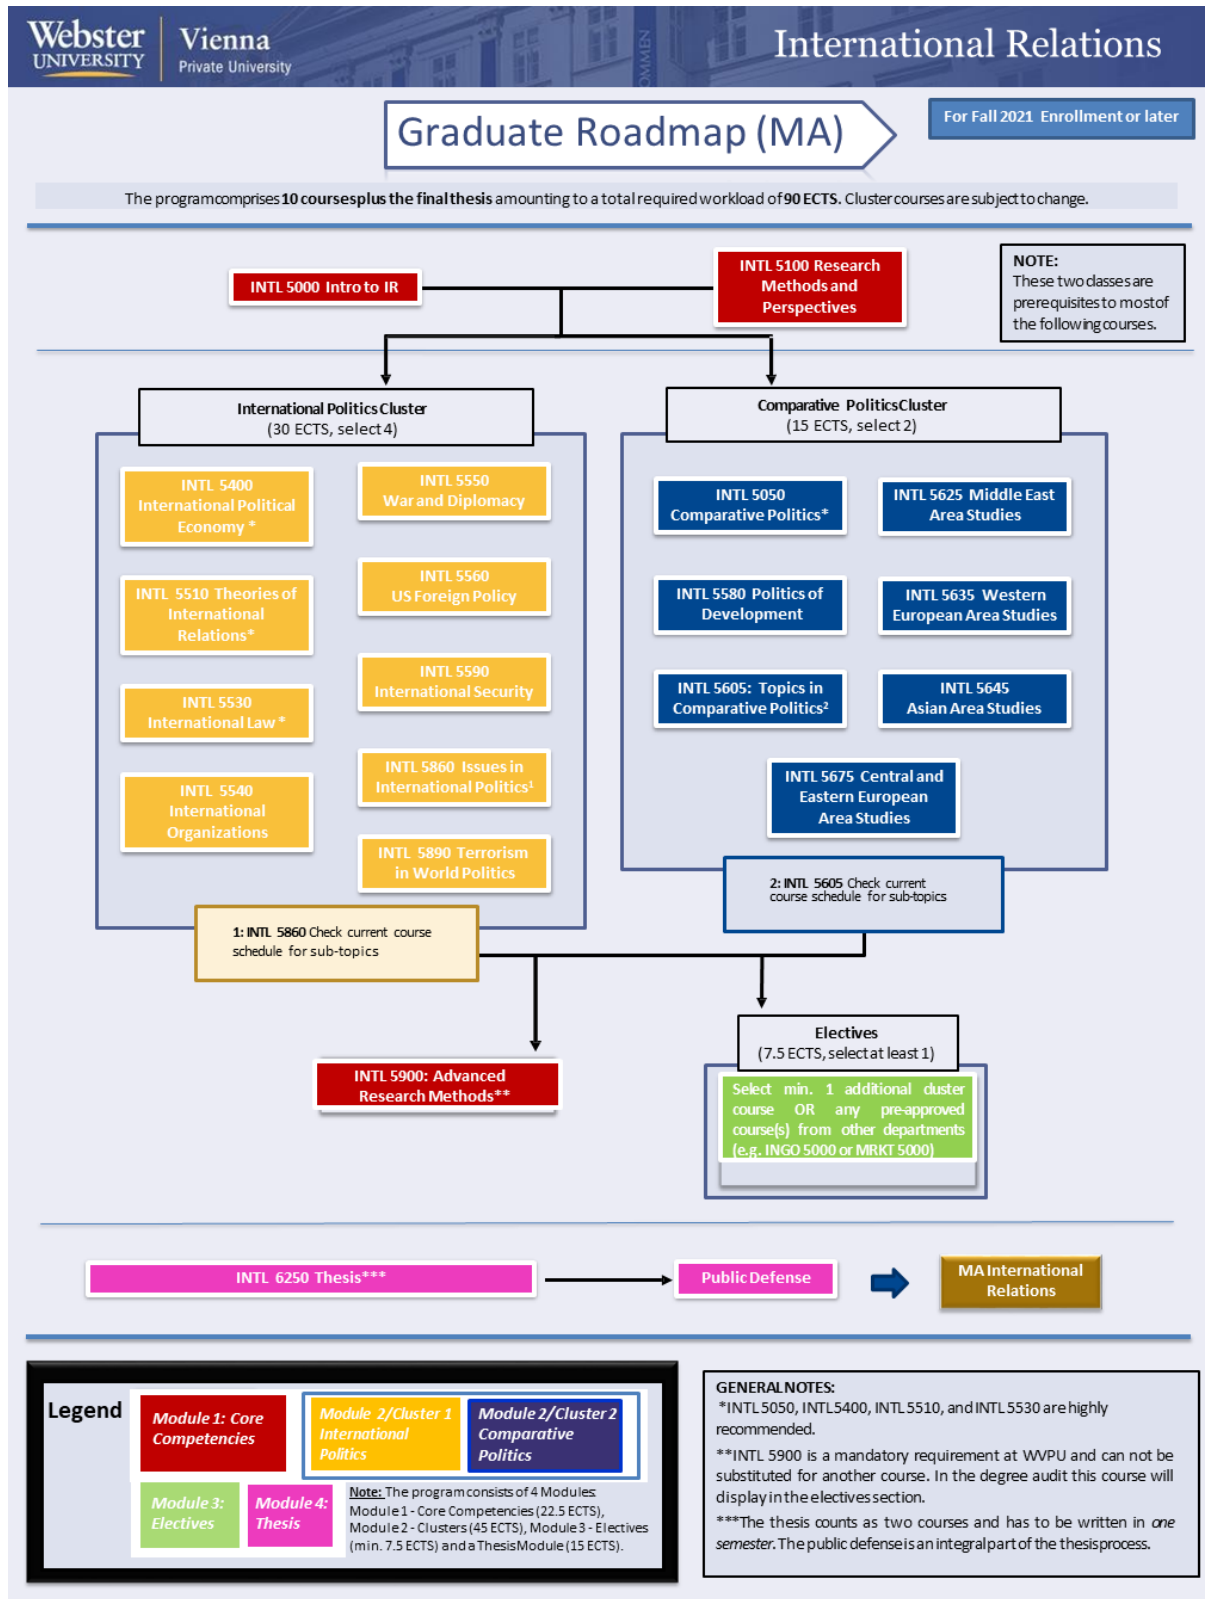 Webster
UNIVERSITY
Vienna
Private University
OMMEN
International Relations
Graduate Roadmap (MA)
For Fall 2021 Enrollment or later
The program comprises 10 courses plus the final thesis amounting to a total required workload of 90 ECTS. Cluster courses are subject to change.
INTL 5000 Intro to IR
INTL 5100 Research
Methods and
Perspectives
NOTE:
These two classes are
prerequisites to most of
the following courses.
International Politics Cluster
(30 ECTS, select 4)
Comparative Politics Cluster
(15 ECTS, select 2)
INTL 5400
International Political
Economy *
INTL 5510 Theories of
International
Relations*
INTL 5530
International Law *
INTL 5540
International
Organizations
INTL 5550
War and Diplomacy
INTL 5560
US Foreign Policy
INTL 5590
International Security
INTL 5860 Issues in
International Politics¹
INTL 5890 Terrorism
in World Politics
INTL 5050
Comparative Politics*
INTL 5625 Middle East
Area Studies
INTL 5580 Politics of
Development
INTL 5635 Western
European Area Studies
INTL 5605: Topics in
Comparative Politics²
INTL 5645
Asian Area Studies
INTL 5675 Central and
Eastern European
Area Studies
1: INTL 5860 Check current course
schedule for sub-topics
2: INTL 5605 Check current
course schedule for sub-topics
INTL 5900: Advanced
Research Methods**
Electives
(7.5 ECTS, select at least 1)
Select min. 1 additional cluster
course OR any pre-approved
course(s) from other departments
(e.g. INGO 5000 or MRKT 5000)
INTL 6250 Thesis***
Public Defense
MA International
Relations
Legend
Module 1: Core
Competencies
Module 2/Cluster 1
International
Politics
Module 2/Cluster 2
Comparative
Politics
Module 3:
Electives
Module 4:
Thesis
Note: The program consists of 4 Modules:
Module 1 - Core Competencies (22.5 ECTS),
Module 2 - Clusters (45 ECTS), Module 3 - Electives
(min. 7.5 ECTS) and a Thesis Module (15 ECTS).
GENERAL NOTES:
*INTL 5050, INTL 5400, INTL 5510, and INTL 5530 are highly
recommended.
**INTL 5900 is a mandatory requirement at WVPU and can not be
substituted for another course. In the degree audit this course will
display in the electives section.
***The thesis counts as two courses and has to be written in one
semester. The public defense is an integral part of the thesis process.